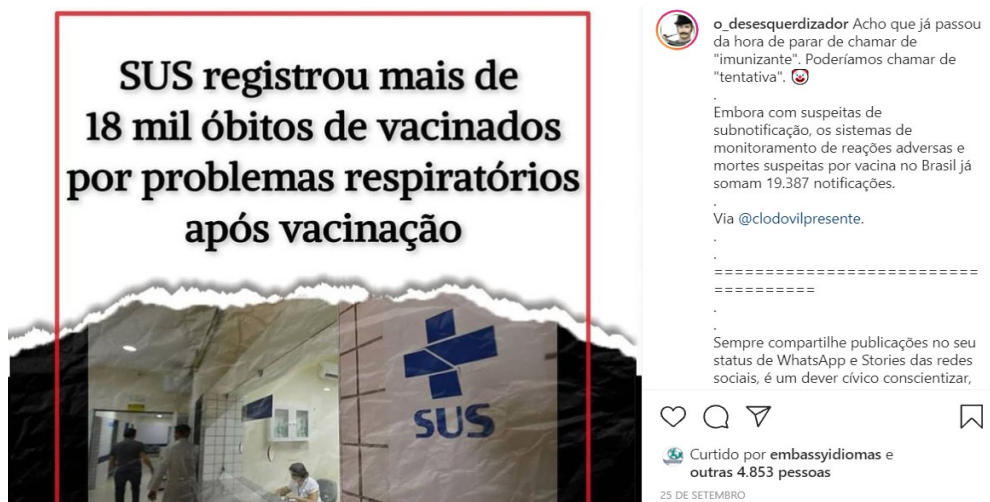 SUS registrou mais de
18 mil óbitos de vacinados
por problemas respiratórios
após vacinação
SUS
o_desesquerdizador Acho que já passou
da hora de parar de chamar de
"imunizante". Poderíamos chamar de
"tentativa". 🤡
.
Embora com suspeitas de
subnotificação, os sistemas de
monitoramento de reações adversas e
mortes suspeitas por vacina no Brasil já
somam 19.387 notificações.
.
Via @clodovilpresente.
.
.
==========================
==========
.
.
Sempre compartilhe publicações no seu
status de WhatsApp e Stories das redes
sociais, é um dever cívico conscientizar,
Curtido por embassyidiomas e
outras 4.853 pessoas
25 DE SETEMBRO